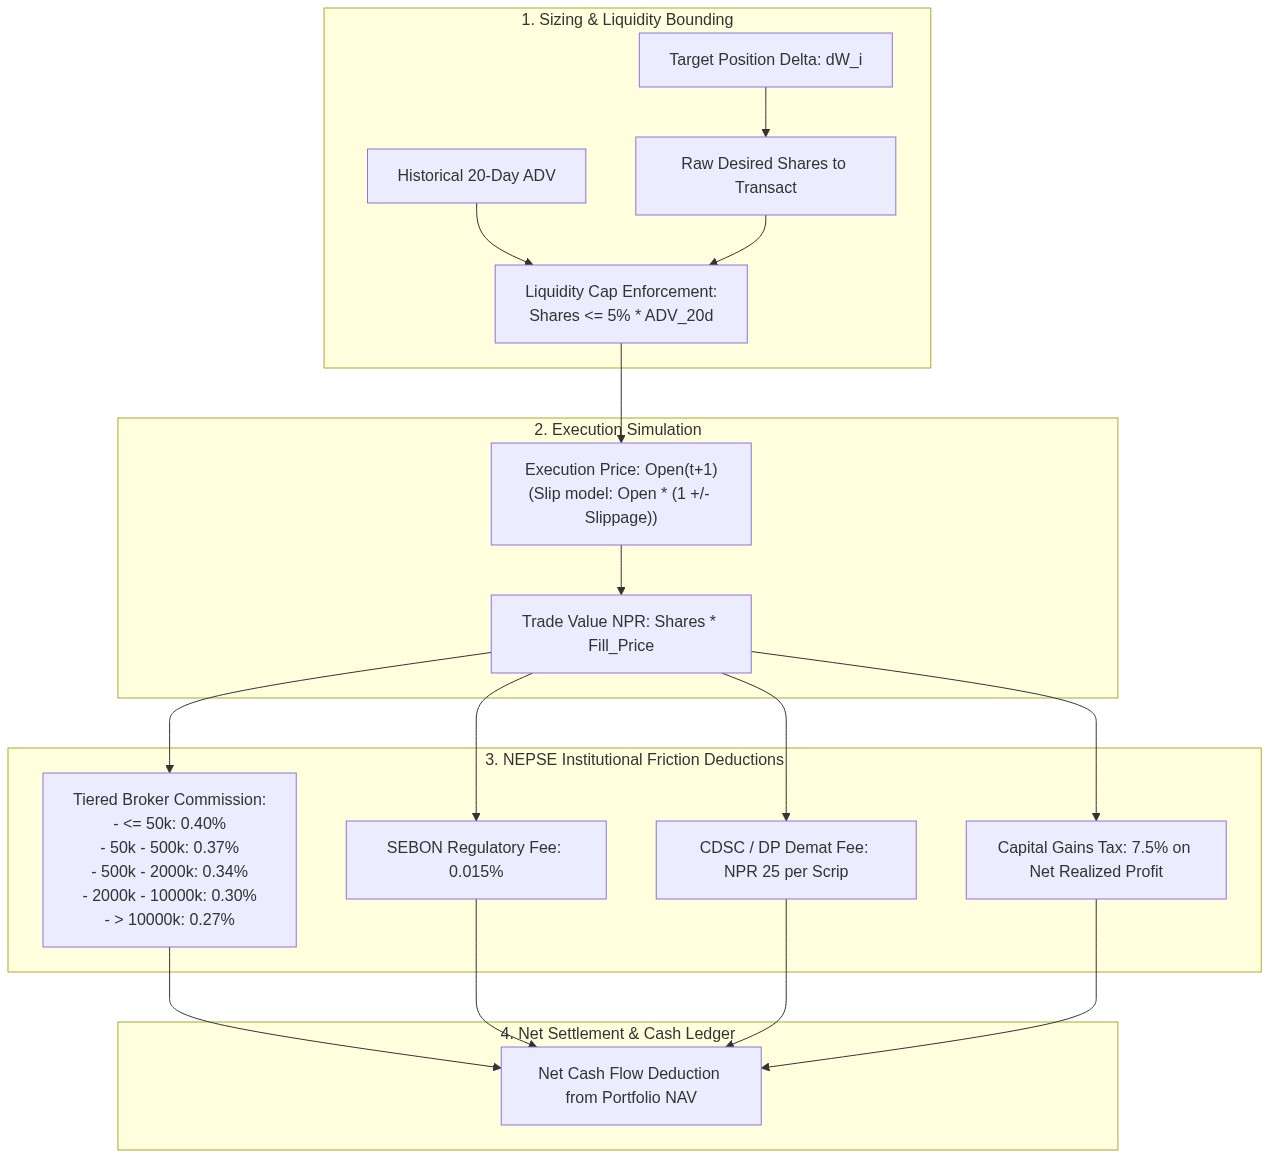 1. Sizing & Liquidity Bounding
Target Position Delta: dW_i
Historical 20-Day ADV
Raw Desired Shares to
Transact
Liquidity Cap Enforcement:
Shares <= 5% * ADV_20d
2. Execution Simulation
Execution Price: Open(t+1)
(Slip model: Open * (1 +/-
Slippage))
Trade Value NPR: Shares *
Fill_Price
3. NEPSE Institutional Friction Deductions
Tiered Broker Commission:
- <= 50k: 0.40%
- 50k - 500k: 0.37%
- 500k - 2000k: 0.34%
- 2000k - 10000k: 0.30%
- > 10000k: 0.27%
SEBON Regulatory Fee:
0.015%
CDSC / DP Demat Fee:
NPR 25 per Scrip
Capital Gains Tax: 7.5% on
Net Realized Profit
4. Net Settlement & Cash Ledger
Net Cash Flow Deduction
from Portfolio NAV